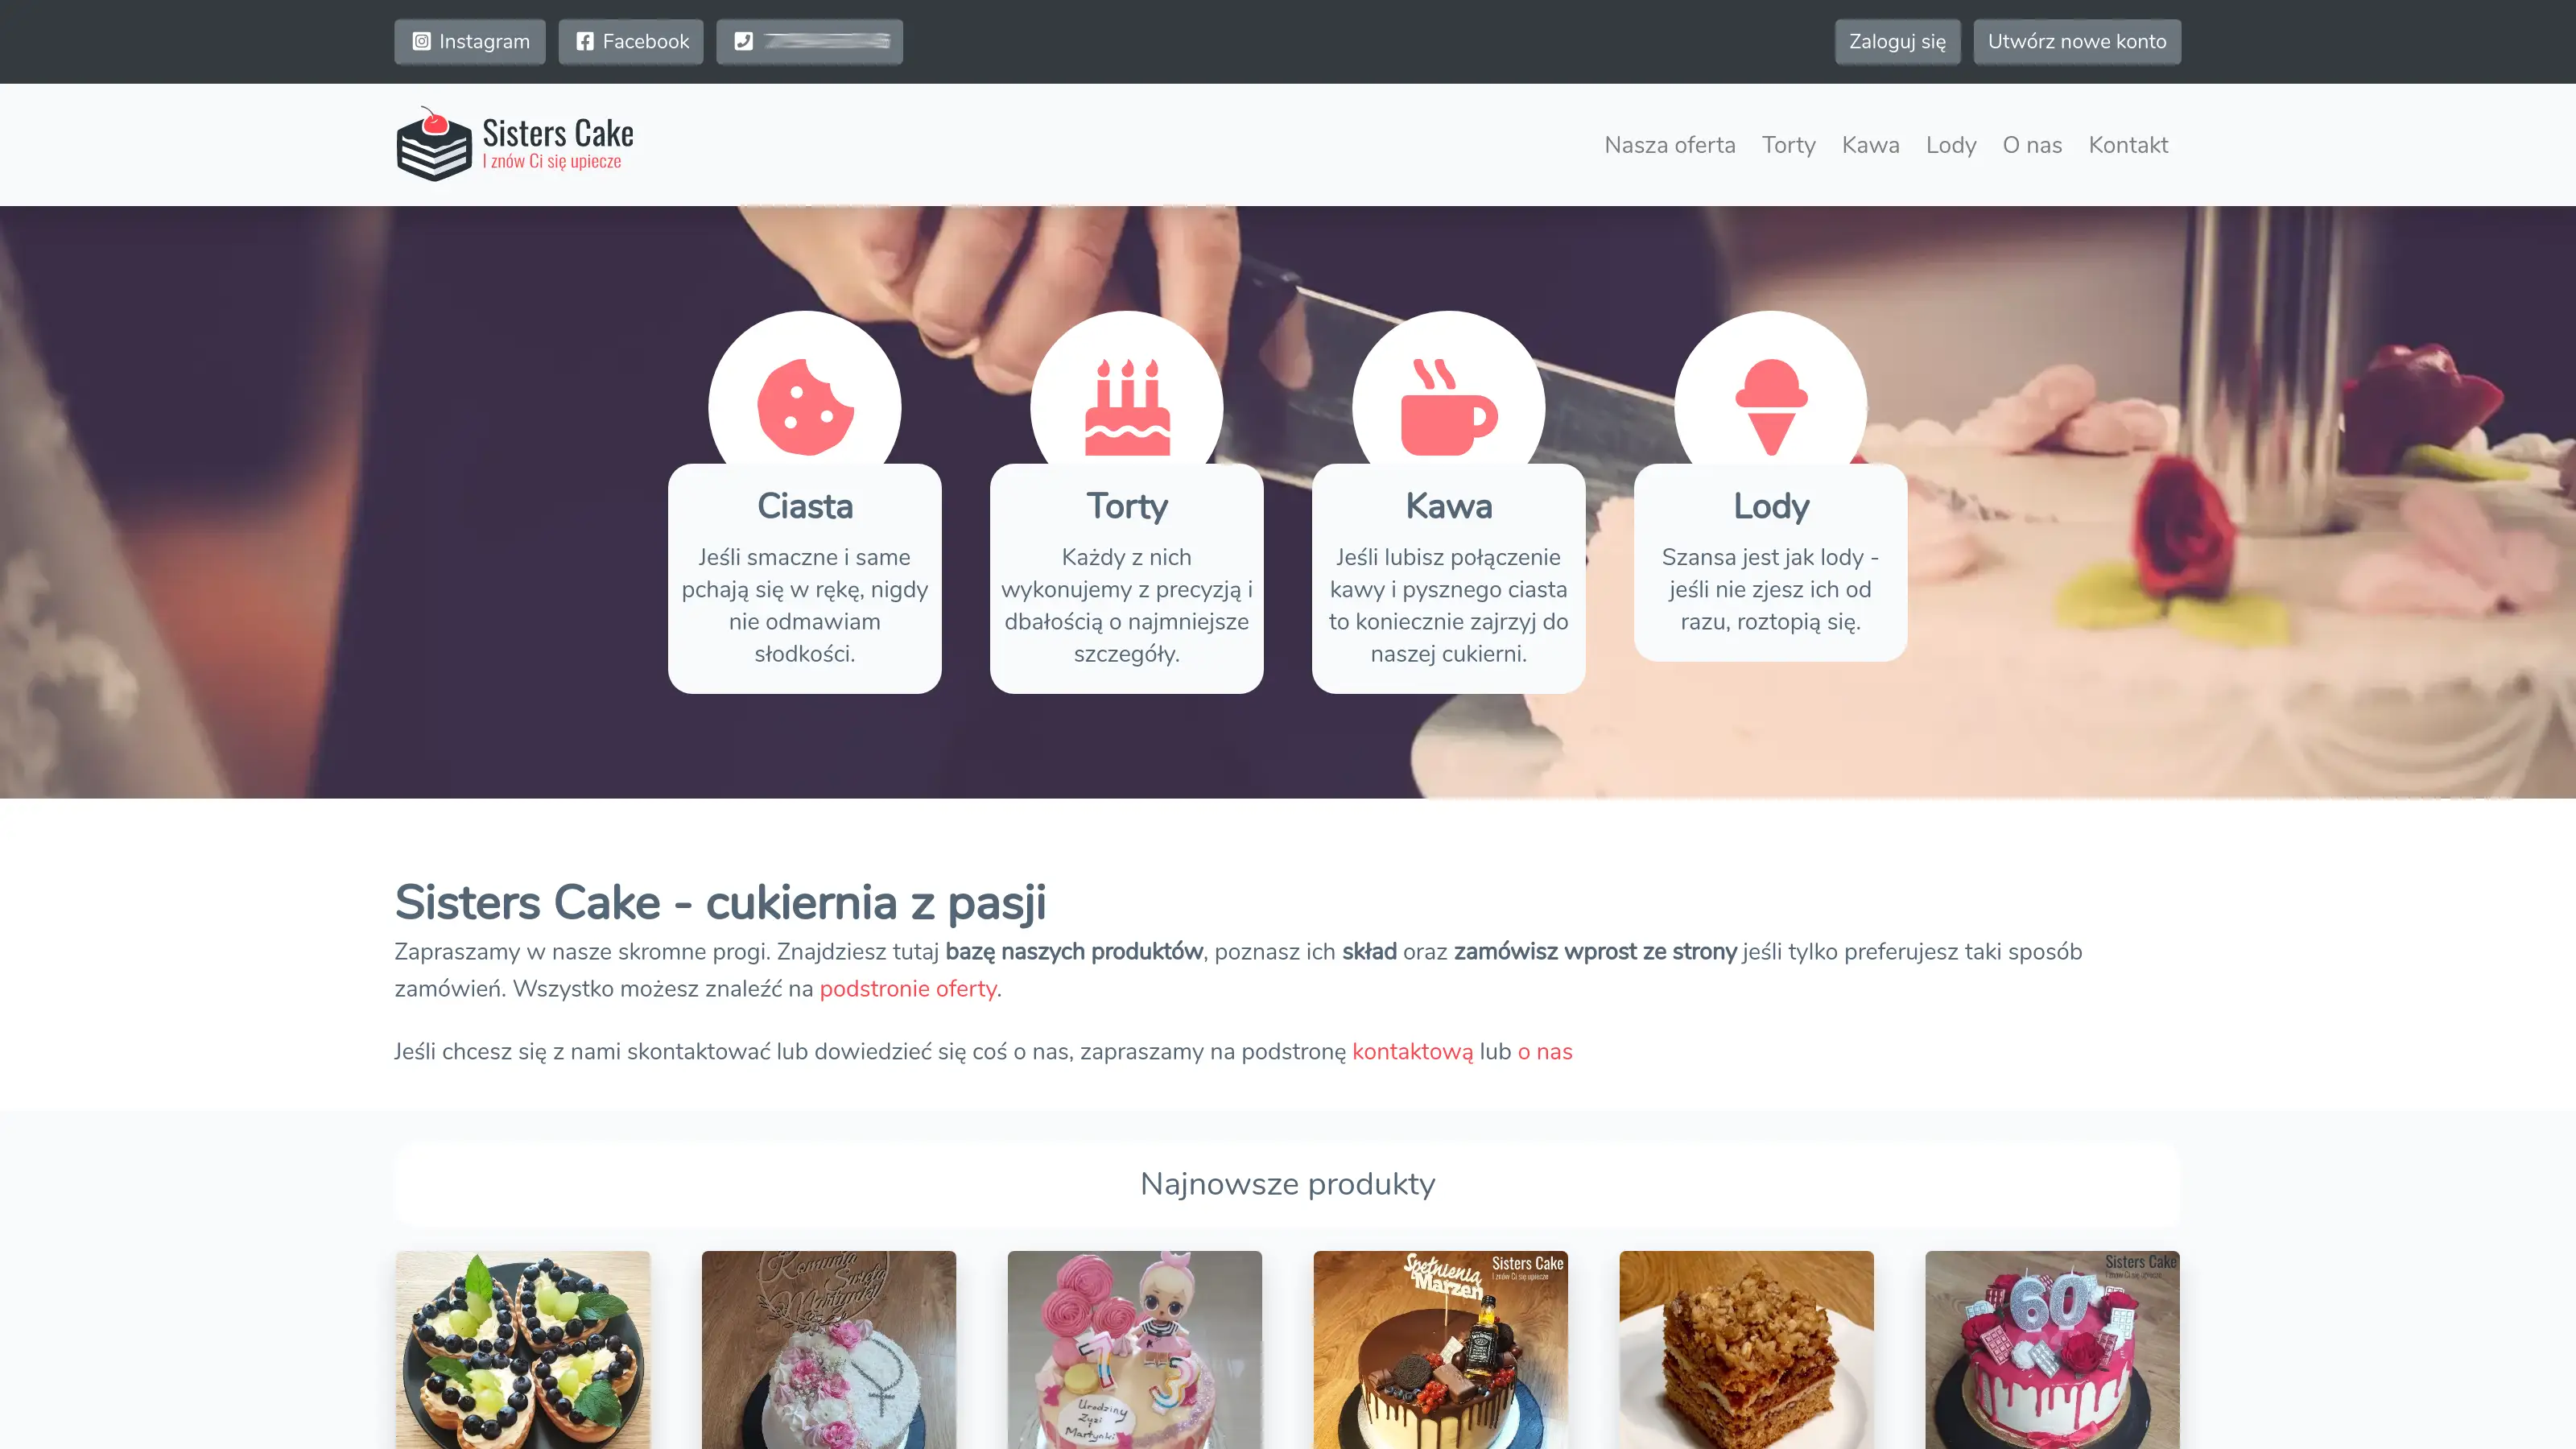 Instagram
Facebook
Zaloguj się
Utwórz nowe konto
Sisters Cake
I znów Ci się upiecze
Nasza oferta
Torty
Kawa
Lody
O nas
Kontakt
Ciasta
Jeśli smaczne i same
pchają się w rękę, nigdy
nie odmawiam
słodkości.
Torty
Każdy z nich
wykonujemy z precyzją i
dbałością o najmniejsze
szczegóły.
Kawa
Jeśli lubisz połączenie
kawy i pysznego ciasta
to koniecznie zajrzyj do
naszej cukierni.
Lody
Szansa jest jak lody -
jeśli nie zjesz ich od
razu, roztopią się.
Sisters Cake - cukiernia z pasji
Zapraszamy w nasze skromne progi. Znajdziesz tutaj bazę naszych produktów, poznasz ich skład oraz zamówisz wprost ze strony jeśli tylko preferujesz taki sposób
zamówień. Wszystko możesz znaleźć na podstronie oferty.
Jeśli chcesz się z nami skontaktować lub dowiedzieć się coś o nas, zapraszamy na podstronę kontaktową lub o nas
Najnowsze produkty
Komunia
Święta
Martynki
Urodziny
Zyzi
Martynki
7
3
Spełnienia
Marzeń
Sisters Cake
I znów Ci się upiecze
60
Sisters Cake
I znów Ci się upiecze